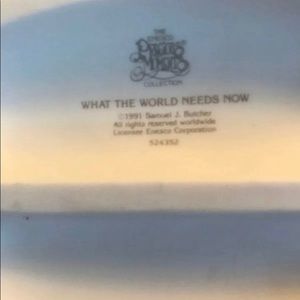 THE
ENESCO
PRECIOUS
MOMENTS
COLLECTION
WHAT THE WORLD NEEDS NOW
©1991 Samuel J. Butcher
All rights reserved worldwide
Licensee Enesco Corporation
524352